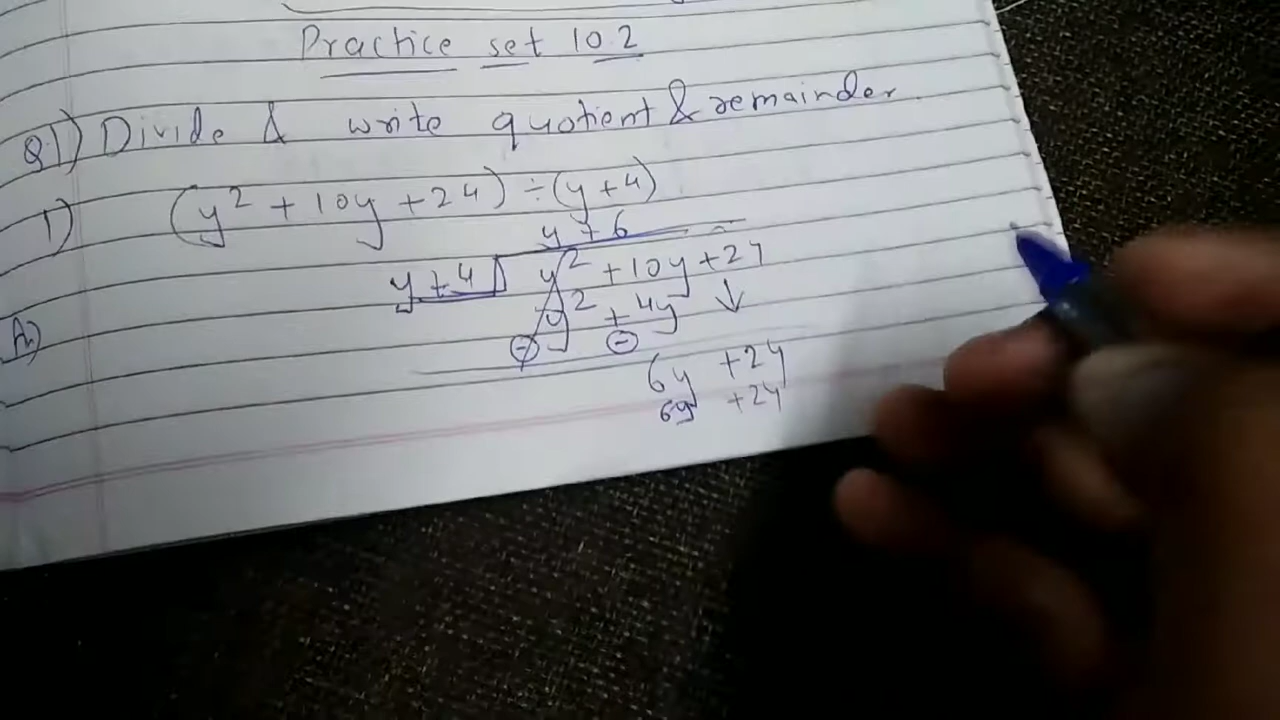 Practice set 10.2
Q1) Divide & write quotient & remainder
1) (y² + 10y + 24) ÷ (y + 4)
y + 6
y + 4 y² + 10y + 24
A) y² + 4y ↓
⊖ ⊖
6y + 24
6y + 24